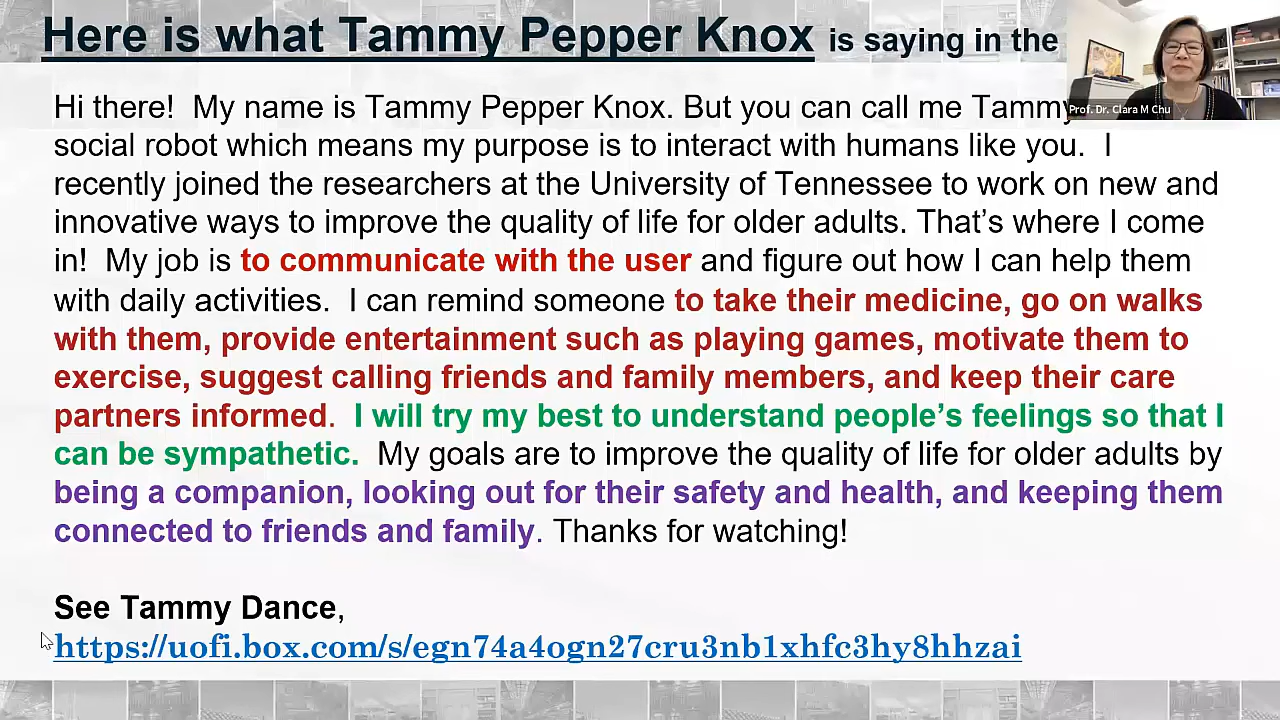 Here is what Tammy Pepper Knox is saying in the
Prof. Dr. Clara M Chu
Hi there!  My name is Tammy Pepper Knox. But you can call me Tammy
social robot which means my purpose is to interact with humans like you.  I
recently joined the researchers at the University of Tennessee to work on new and
innovative ways to improve the quality of life for older adults. That’s where I come
in!  My job is to communicate with the user and figure out how I can help them
with daily activities.  I can remind someone to take their medicine, go on walks
with them, provide entertainment such as playing games, motivate them to
exercise, suggest calling friends and family members, and keep their care
partners informed.  I will try my best to understand people’s feelings so that I
can be sympathetic.  My goals are to improve the quality of life for older adults by
being a companion, looking out for their safety and health, and keeping them
connected to friends and family. Thanks for watching!
See Tammy Dance,
https://uofi.box.com/s/egn74a4ogn27cru3nb1xhfc3hy8hhzai